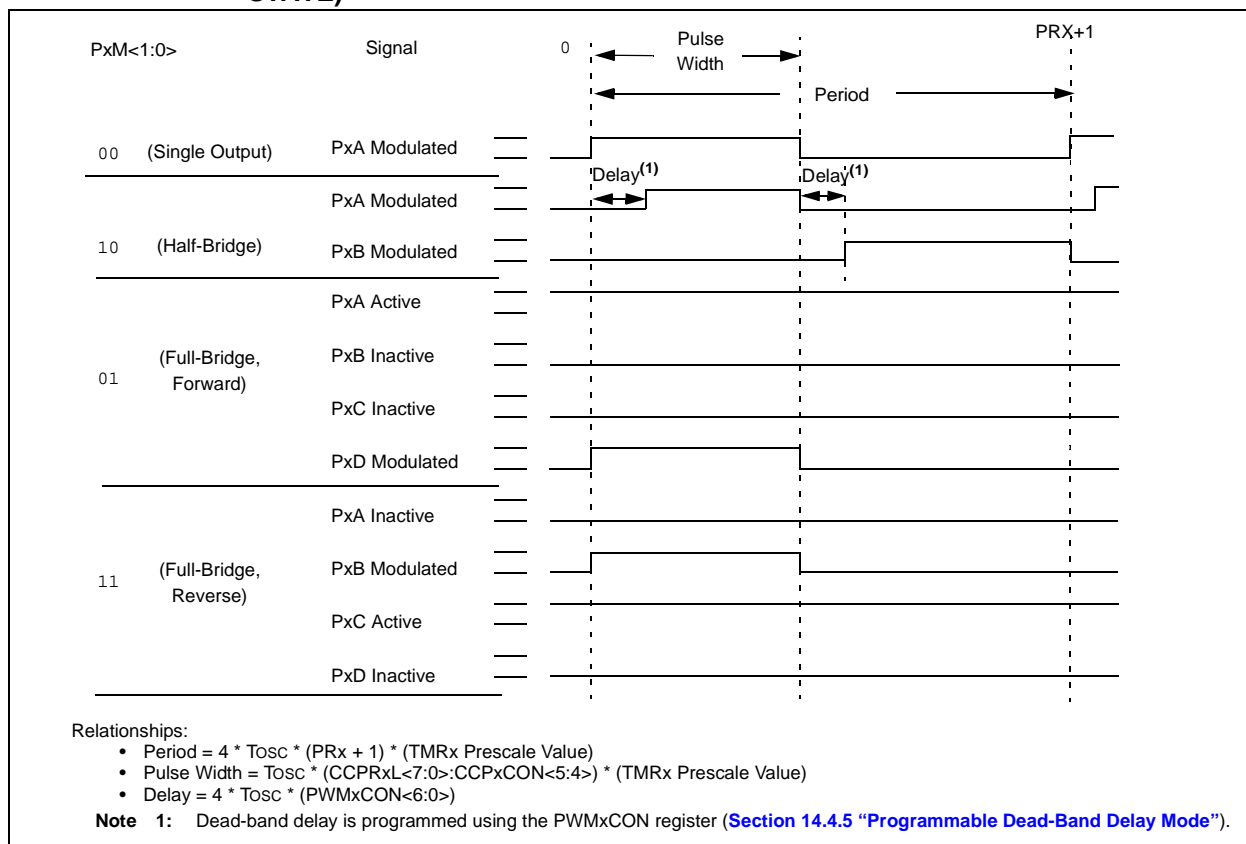 PxM<1:0> Signal 0 Pulse Width PRX+1
Period
00 (Single Output) PxA Modulated
Delay(1) Delay(1)
PxA Modulated
10 (Half-Bridge) PxB Modulated
PxA Active
(Full-Bridge, PxB Inactive
01 Forward)
PxC Inactive
PxD Modulated
PxA Inactive
11 (Full-Bridge, PxB Modulated
Reverse)
PxC Active
PxD Inactive
Relationships:
• Period = 4 * TOSC * (PRx + 1) * (TMRx Prescale Value)
• Pulse Width = TOSC * (CCPRxL<7:0>:CCPxCON<5:4>) * (TMRx Prescale Value)
• Delay = 4 * TOSC * (PWMxCON<6:0>)
Note 1: Dead-band delay is programmed using the PWMxCON register (Section 14.4.5 “Programmable Dead-Band Delay Mode”).